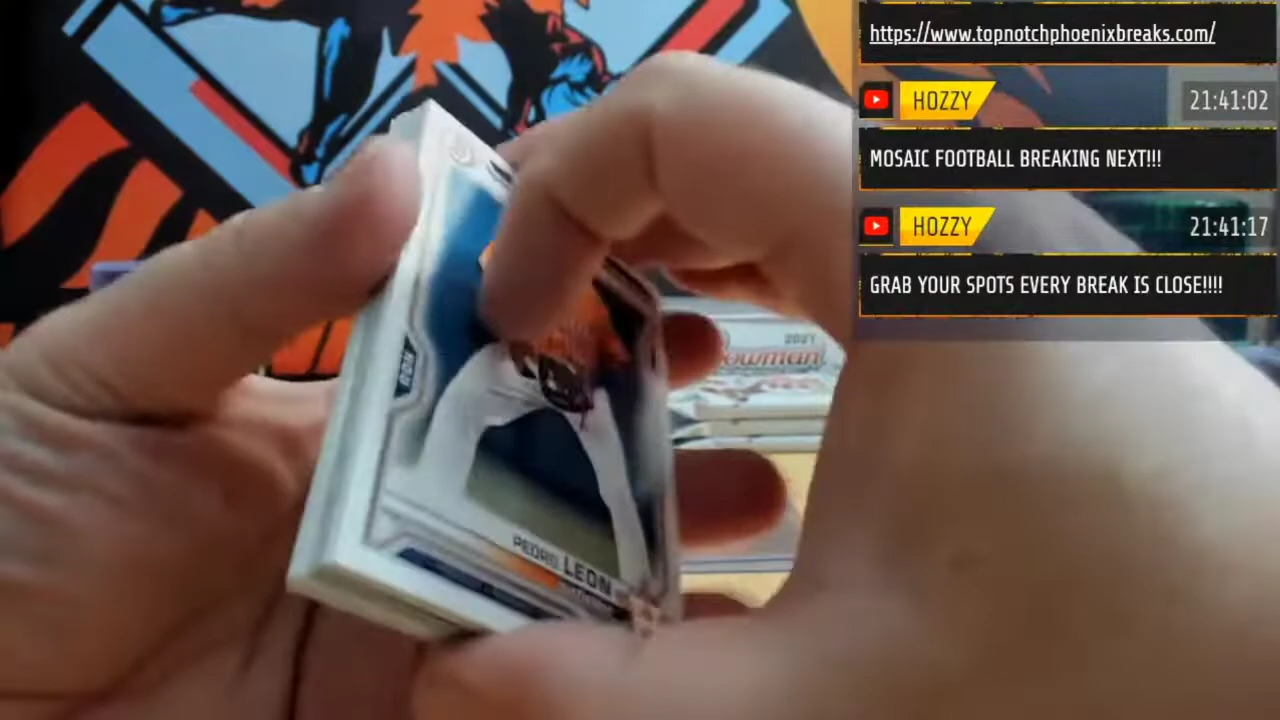 https://www.topnotchphoenixbreaks.com/
HOZZY
21:41:02
MOSAIC FOOTBALL BREAKING NEXT!!!
HOZZY
21:41:17
GRAB YOUR SPOTS EVERY BREAK IS CLOSE!!!!
2021
Bowman
PEDRO LEON